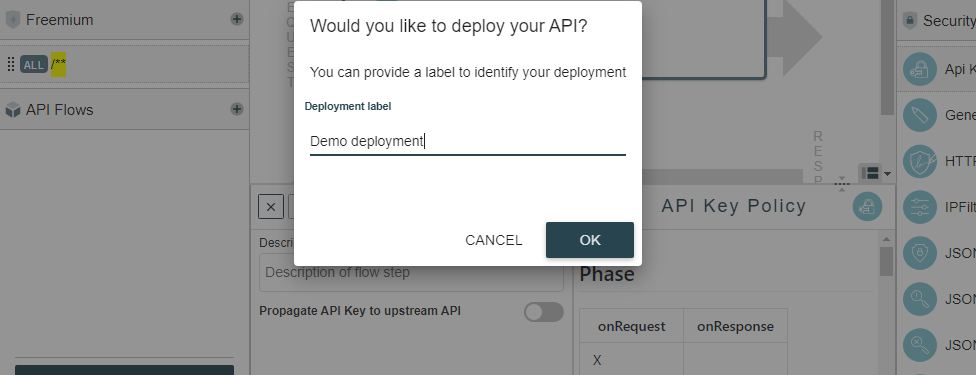 Freemium
ALL /**
API Flows
E
Q
U
E
S
T
Would you like to deploy your API?
You can provide a label to identify your deployment
Deployment label
Demo deployment
CANCEL
OK
R
E
S
P
API Key Policy
Descri
Description of flow step
Propagate API Key to upstream API
Phase
onRequest onResponse
X
Security
Api K
Gene
HTTP
IPFilt
JSON
JSON
JSON